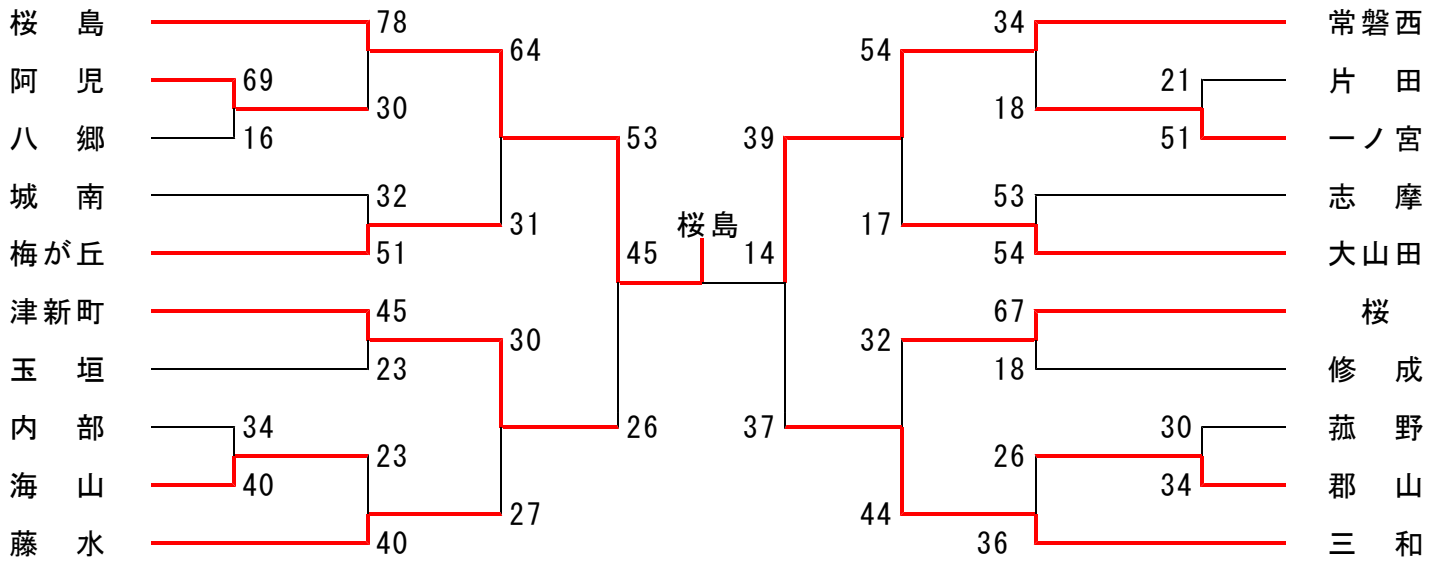 桜島 78 34 常磐西
64 54
阿児 69 21 片田
30 18
八郷 16 53 39 51 一ノ宮
城南 32 53 志摩
31 桜島 17
梅が丘 51 45 14 54 大山田
津新町 45 67 桜
30 32
玉垣 23 18 修成
内部 34 26 37 30 菰野
23 26
海山 40 34 郡山
27 44
藤水 40 36 三和